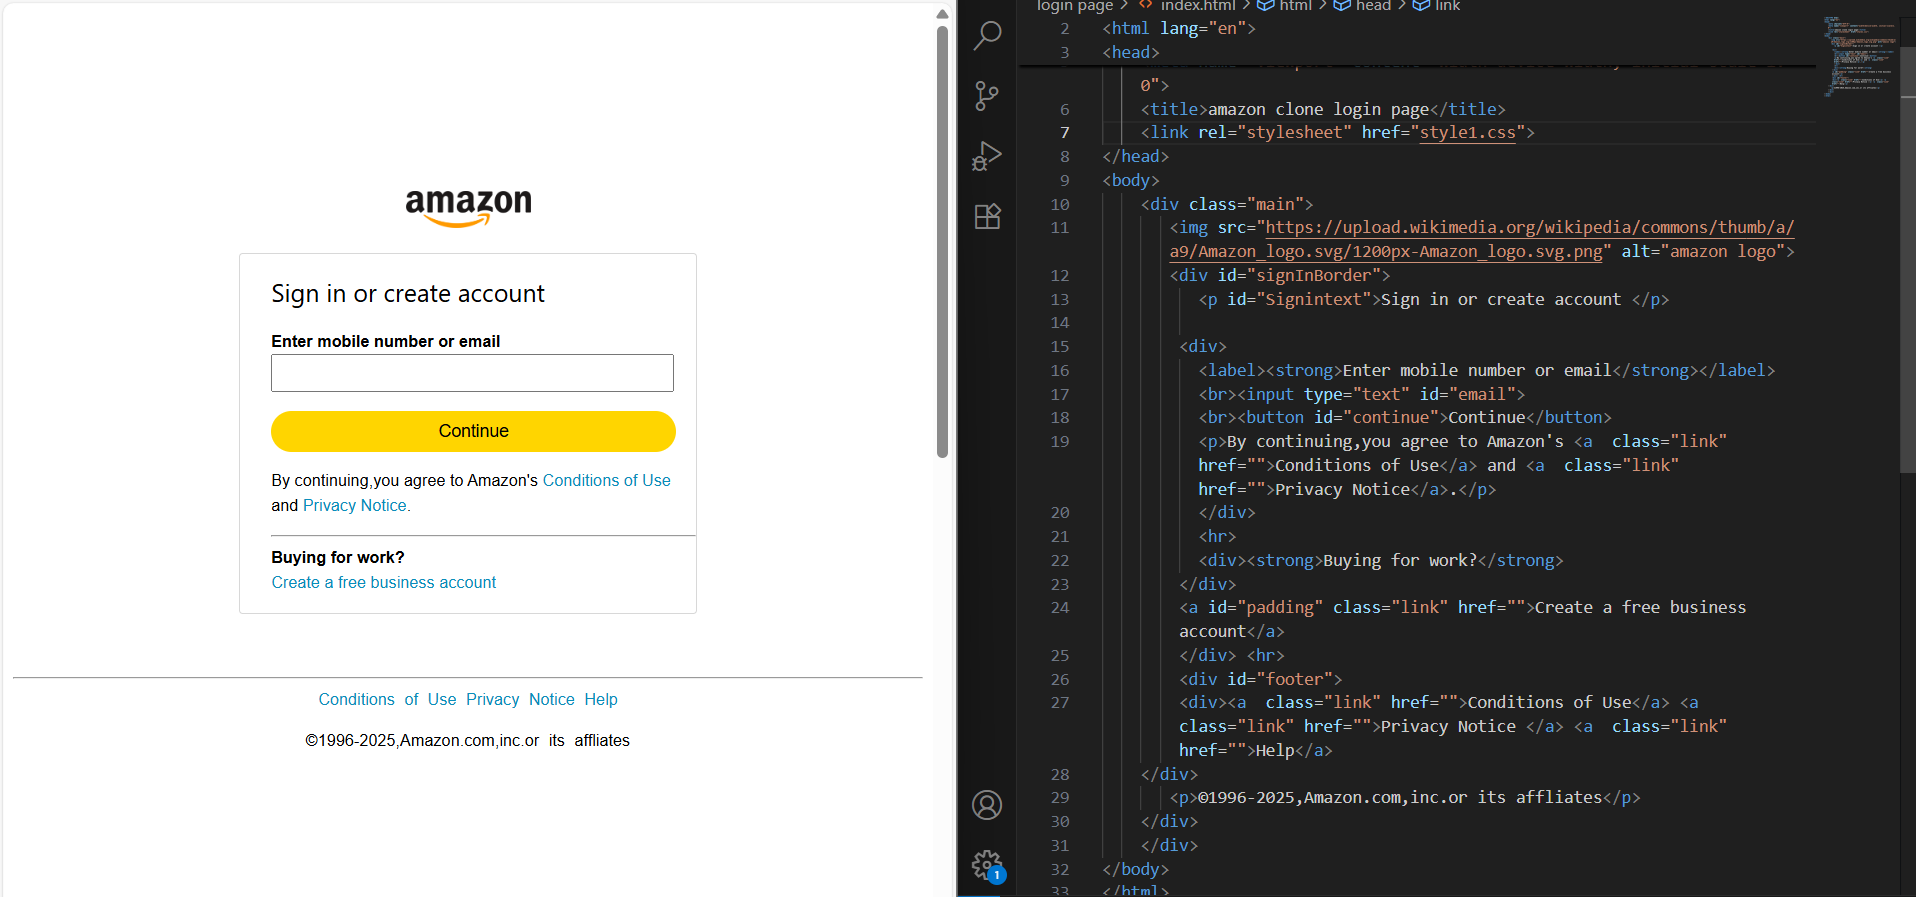 amazon
Sign in or create account
Enter mobile number or email
Continue
By continuing,you agree to Amazon's Conditions of Use
and Privacy Notice.
Buying for work?
Create a free business account
Conditions of Use Privacy Notice Help
©1996-2025,Amazon.com,inc.or its affliates
login page > <> index.html > html > head > link
2 <html lang="en">
3 <head>
0">
6 <title>amazon clone login page</title>
7 <link rel="stylesheet" href="style1.css">
8 </head>
9 <body>
10 <div class="main">
11 <img src="https://upload.wikimedia.org/wikipedia/commons/thumb/a/
a9/Amazon_logo.svg/1200px-Amazon_logo.svg.png" alt="amazon logo">
12 <div id="signInBorder">
13 <p id="Signintext">Sign in or create account </p>
14
15 <div>
16 <label><strong>Enter mobile number or email</strong></label>
17 <br><input type="text" id="email">
18 <br><button id="continue">Continue</button>
19 <p>By continuing,you agree to Amazon's <a  class="link"
href="">Conditions of Use</a> and <a  class="link"
href="">Privacy Notice</a>.</p>
20 </div>
21 <hr>
22 <div><strong>Buying for work?</strong>
23 </div>
24 <a id="padding" class="link" href="">Create a free business
account</a>
25 </div> <hr>
26 <div id="footer">
27 <div><a  class="link" href="">Conditions of Use</a> <a
class="link" href="">Privacy Notice </a> <a  class="link"
href="">Help</a>
28 </div>
29 <p>©1996-2025,Amazon.com,inc.or its affliates</p>
30 </div>
31 </div>
32 </body>
33 </html>
1